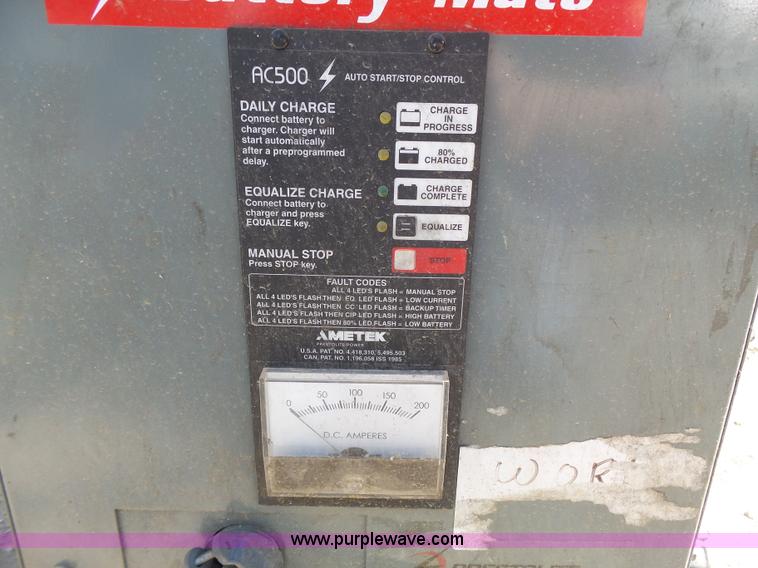 Battery Mate
AC500 AUTO START/STOP CONTROL
DAILY CHARGE
Connect battery to
charger. Charger will
start automatically
after a preprogrammed
delay.
CHARGE
IN
PROGRESS
80%
CHARGED
EQUALIZE CHARGE
Connect battery to
charger and press
EQUALIZE key.
CHARGE
COMPLETE
EQUALIZE
MANUAL STOP
Press STOP key.
STOP
FAULT CODES
ALL 4 LED'S FLASH = MANUAL STOP
ALL 4 LED'S FLASH THEN EQ. LED FLASH = LOW CURRENT
ALL 4 LED'S FLASH THEN CC LED FLASH = BACKUP TIMER
ALL 4 LED'S FLASH THEN CIP LED FLASH = HIGH BATTERY
ALL 4 LED'S FLASH THEN 80% LED FLASH = LOW BATTERY
AMETEK
PRESTOLITE POWER
U.S.A. PAT. NO. 4,418,310, 5,495,503
CAN. PAT. NO. 1,196,058 ISS 1985
0 50 100 150 200
D.C. AMPERES
WOR
www.purplewave.com